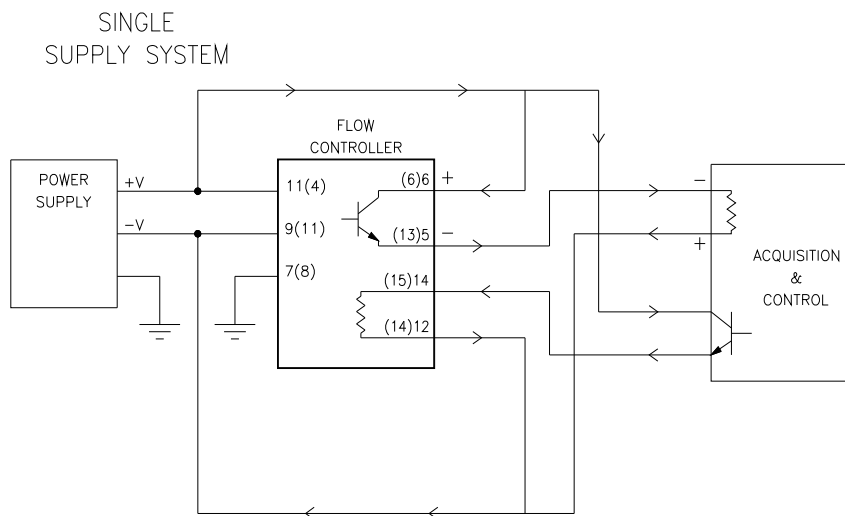 SINGLE
SUPPLY SYSTEM
FLOW
CONTROLLER
POWER
SUPPLY
+V
-V
11(4)
9(11)
7(8)
(6)6
+
(13)5
-
(15)14
(14)12
-
+
ACQUISITION
&
CONTROL